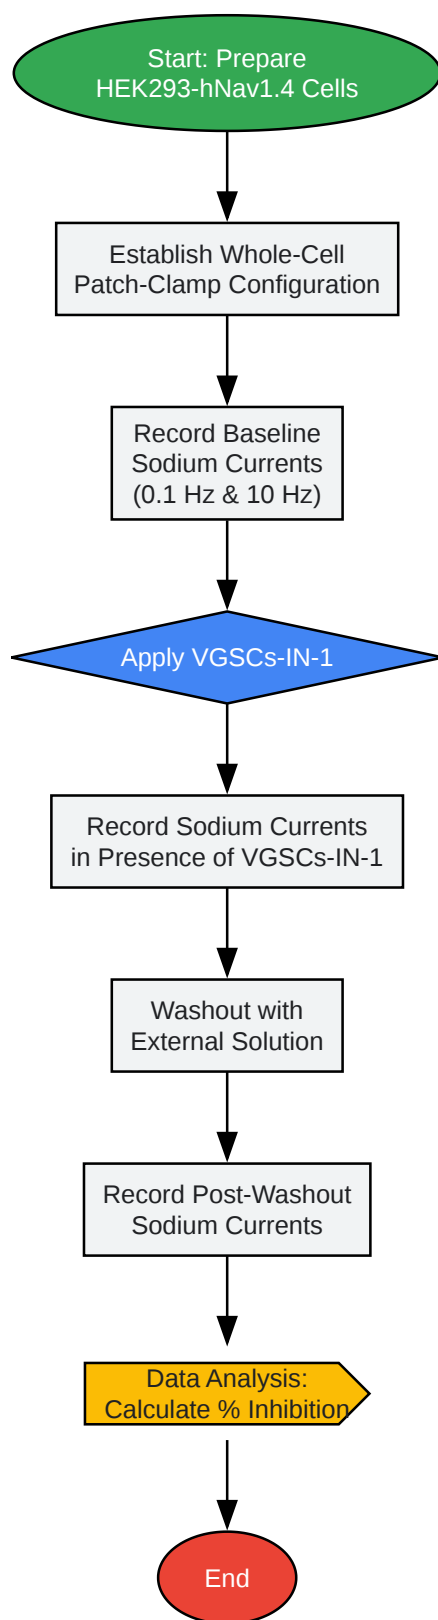 Start: Prepare
HEK293-hNav1.4 Cells
Establish Whole-Cell
Patch-Clamp Configuration
Record Baseline
Sodium Currents
(0.1 Hz & 10 Hz)
Apply VGSCs-IN-1
Record Sodium Currents
in Presence of VGSCs-IN-1
Washout with
External Solution
Record Post-Washout
Sodium Currents
Data Analysis:
Calculate % Inhibition
End